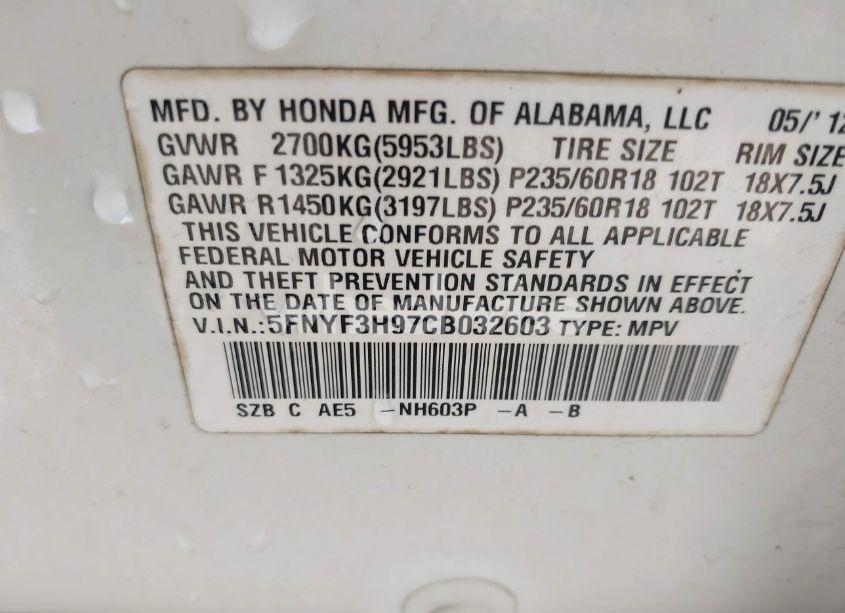 MFD. BY HONDA MFG. OF ALABAMA, LLC 05/'12
GVWR 2700KG(5953LBS) TIRE SIZE RIM SIZE
GAWR F 1325KG(2921LBS) P235/60R18 102T 18X7.5J
GAWR R1450KG(3197LBS) P235/60R18 102T 18X7.5J
THIS VEHICLE CONFORMS TO ALL APPLICABLE
FEDERAL MOTOR VEHICLE SAFETY
AND THEFT PREVENTION STANDARDS IN EFFECT
ON THE DATE OF MANUFACTURE SHOWN ABOVE.
V.I.N.:5FNYF3H97CB032603 TYPE: MPV
SZB C AE5 -NH603P -A -B